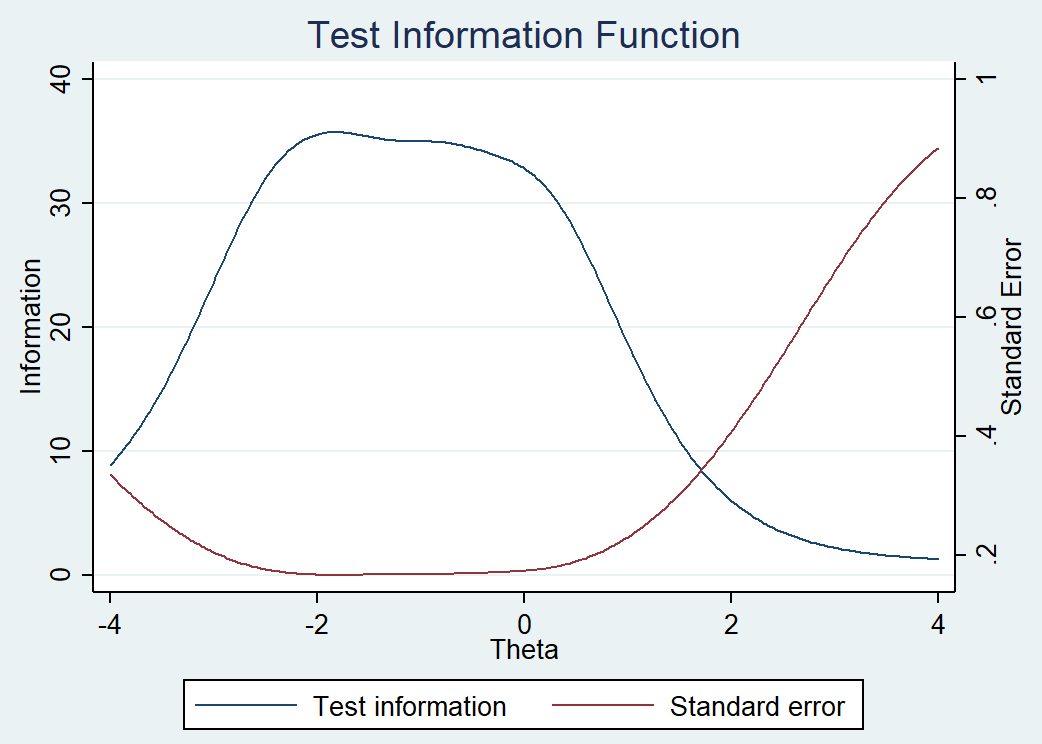 Test Information Function
40
30
20
10
0
Information
1
.8
.6
.4
.2
Standard Error
-4
-2
0
2
4
Theta
Test information
Standard error